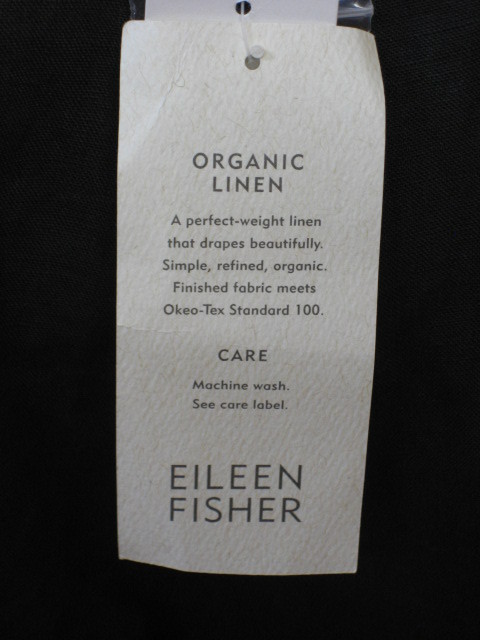 ORGANIC
LINEN
A perfect-weight linen
that drapes beautifully.
Simple, refined, organic.
Finished fabric meets
Okeo-Tex Standard 100.
CARE
Machine wash.
See care label.
EILEEN
FISHER